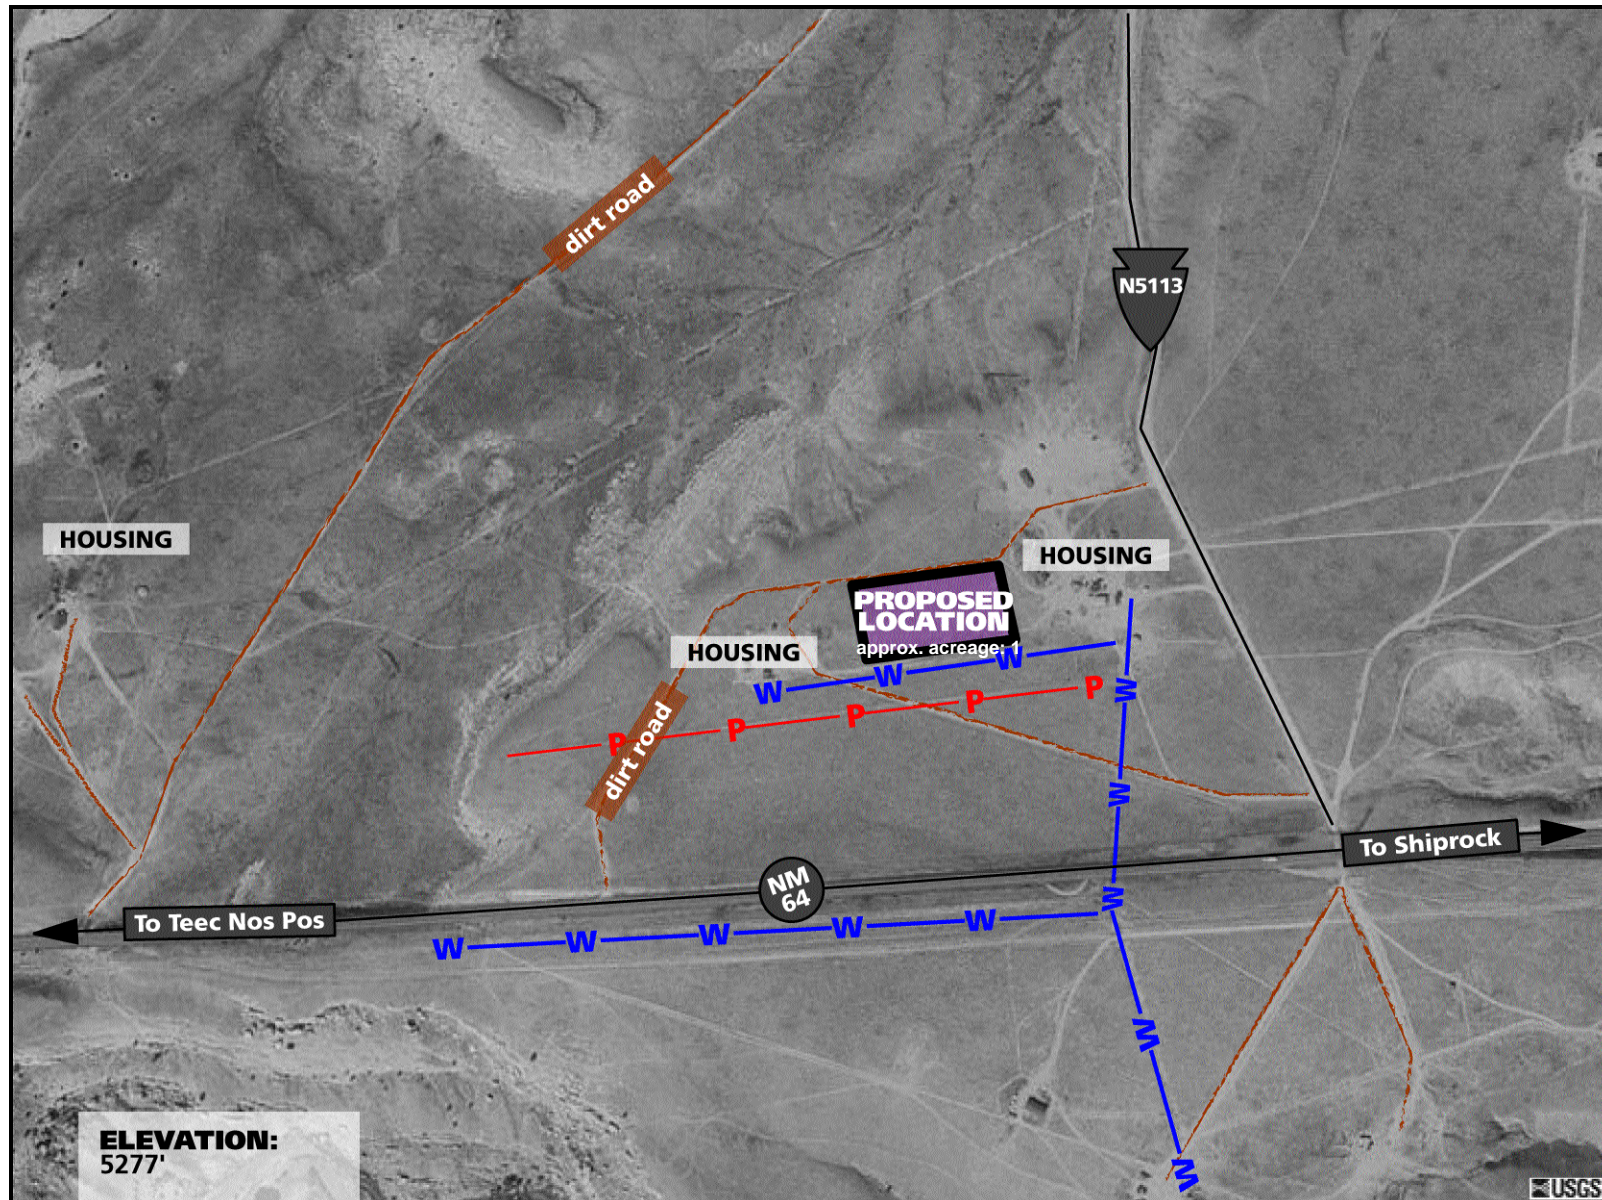 dirt road
N5113
HOUSING
HOUSING
PROPOSED
LOCATION
approx. acreage: 1
HOUSING
W
W
W
W
P
P
P
P
P
dirt road
W
To Shiprock
NM
64
W
To Teec Nos Pos
W
W
W
W
W
W
W
ELEVATION:
5277'
USGS